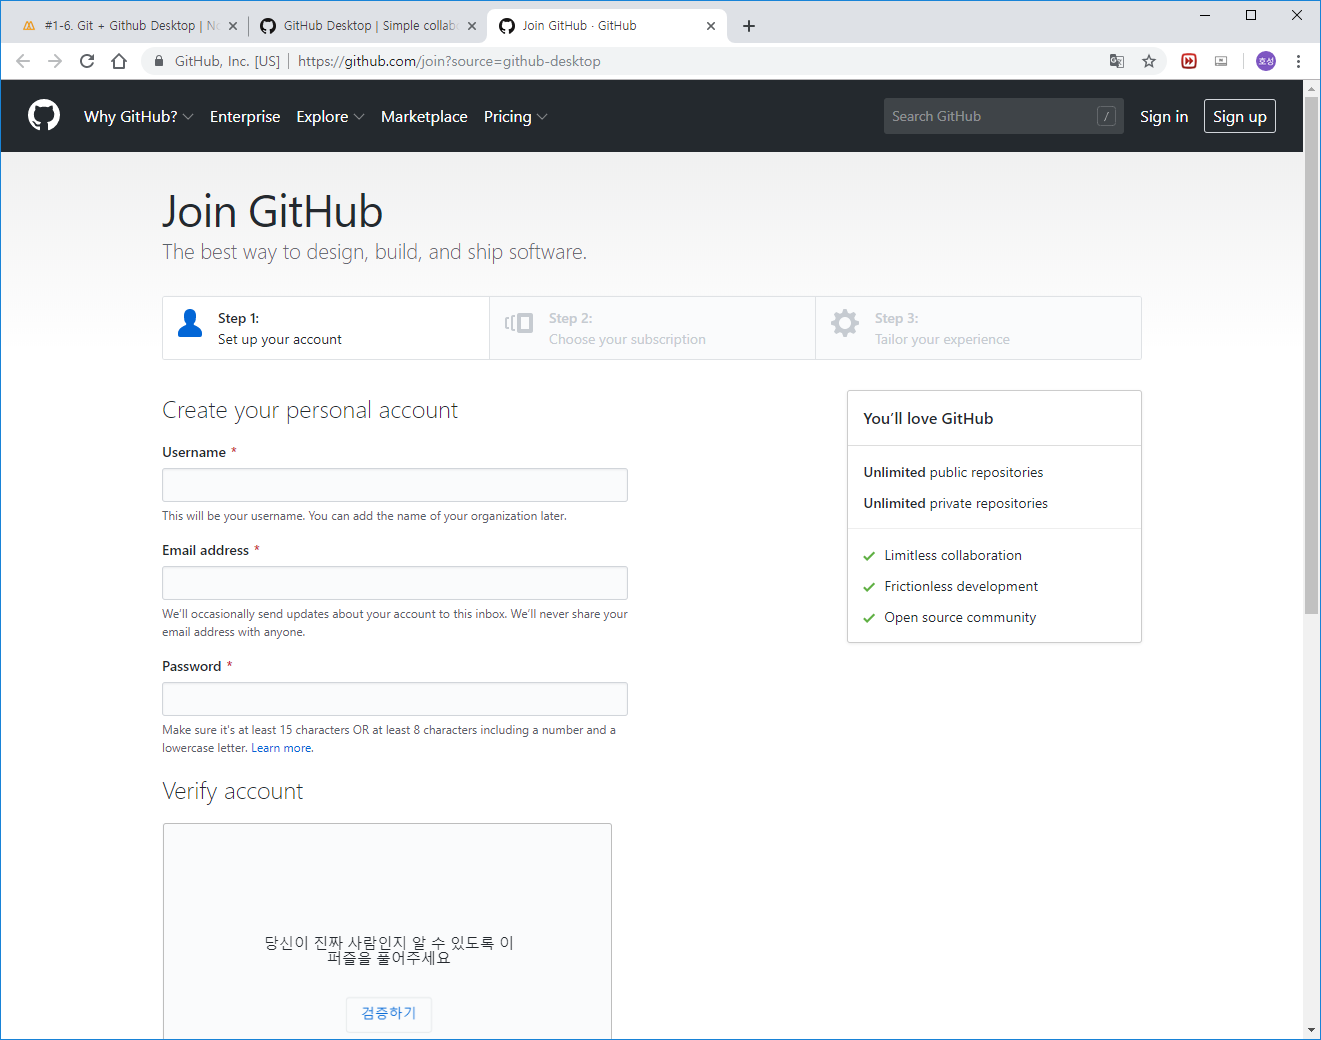 #1-6. Git + Github Desktop | No
GitHub Desktop | Simple collab
Join GitHub · GitHub
GitHub, Inc. [US] | https://github.com/join?source=github-desktop
호성
Why GitHub? Enterprise Explore Marketplace Pricing
Search GitHub /
Sign in
Sign up
Join GitHub
The best way to design, build, and ship software.
Step 1:
Set up your account
Step 2:
Choose your subscription
Step 3:
Tailor your experience
Create your personal account
Username *
This will be your username. You can add the name of your organization later.
Email address *
We’ll occasionally send updates about your account to this inbox. We’ll never share your
email address with anyone.
Password *
Make sure it's at least 15 characters OR at least 8 characters including a number and a
lowercase letter. Learn more.
You’ll love GitHub
Unlimited public repositories
Unlimited private repositories
Limitless collaboration
Frictionless development
Open source community
Verify account
당신이 진짜 사람인지 알 수 있도록 이
퍼즐을 풀어주세요
검증하기